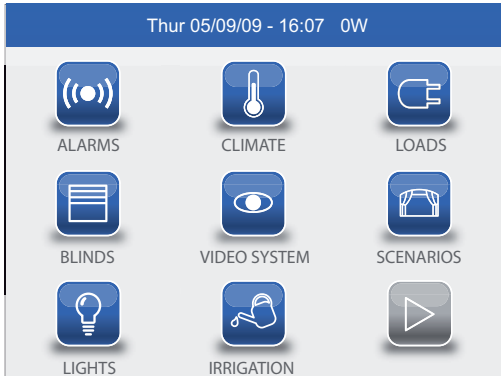 Thur 05/09/09 - 16:07 0W
ALARMS CLIMATE LOADS
BLINDS VIDEO SYSTEM SCENARIOS
LIGHTS IRRIGATION